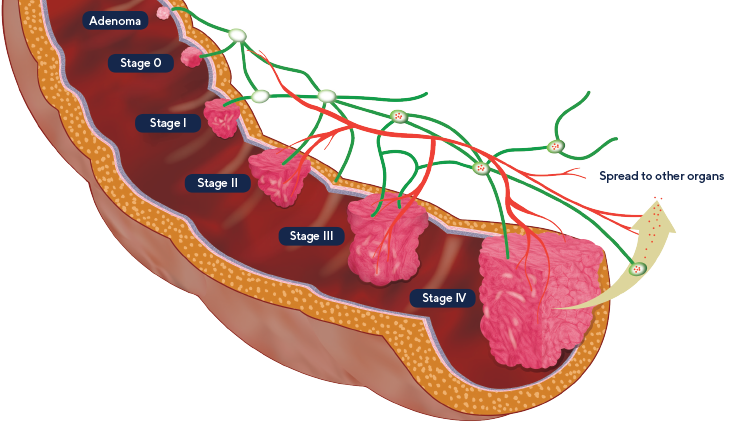 Adenoma
Stage 0
Stage I
Stage II
Spread to other organs
Stage III
Stage IV